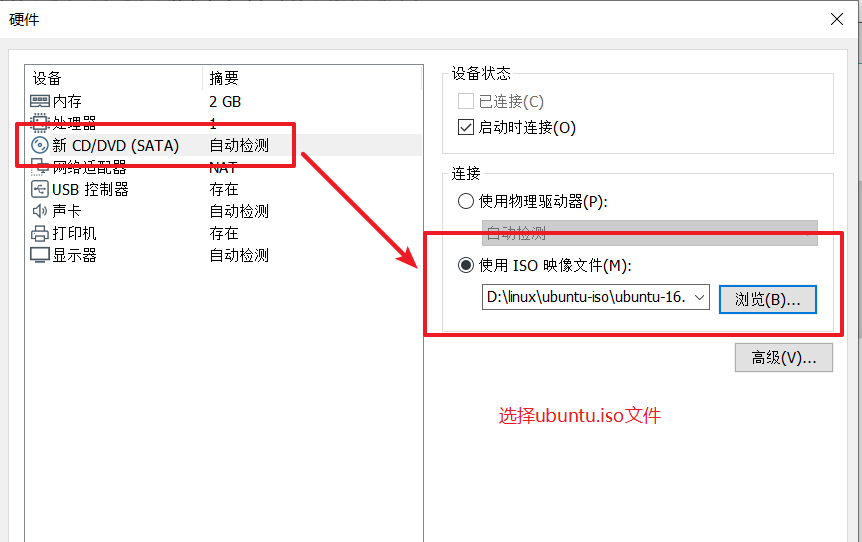 硬件
设备 摘要
内存 2 GB
处理器 1
新 CD/DVD (SATA) 自动检测
网络适配器 NAT
USB 控制器 存在
声卡 自动检测
打印机 存在
显示器 自动检测
设备状态
已连接(C)
启动时连接(O)
连接
使用物理驱动器(P):
自动检测
使用 ISO 映像文件(M):
D:\linux\ubuntu-iso\ubuntu-16. 浏览(B)...
高级(V)...
选择ubuntu.iso文件